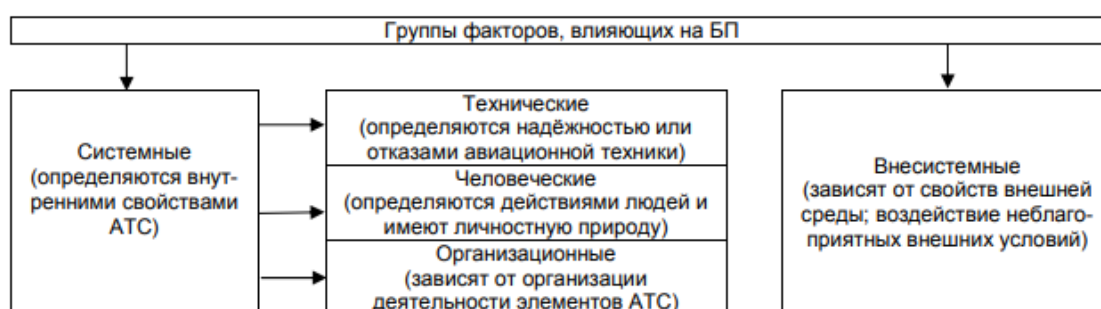 Группы факторов, влияющих на БП
Системные
(определяются внут-
ренними свойствами
АТС)
Технические
(определяются надёжностью или
отказами авиационной техники)
Человеческие
(определяются действиями людей и
имеют личностную природу)
Организационные
(зависят от организации
деятельности элементов АТС)
Внесистемные
(зависят от свойств внешней
среды; воздействие неблаго-
приятных внешних условий)